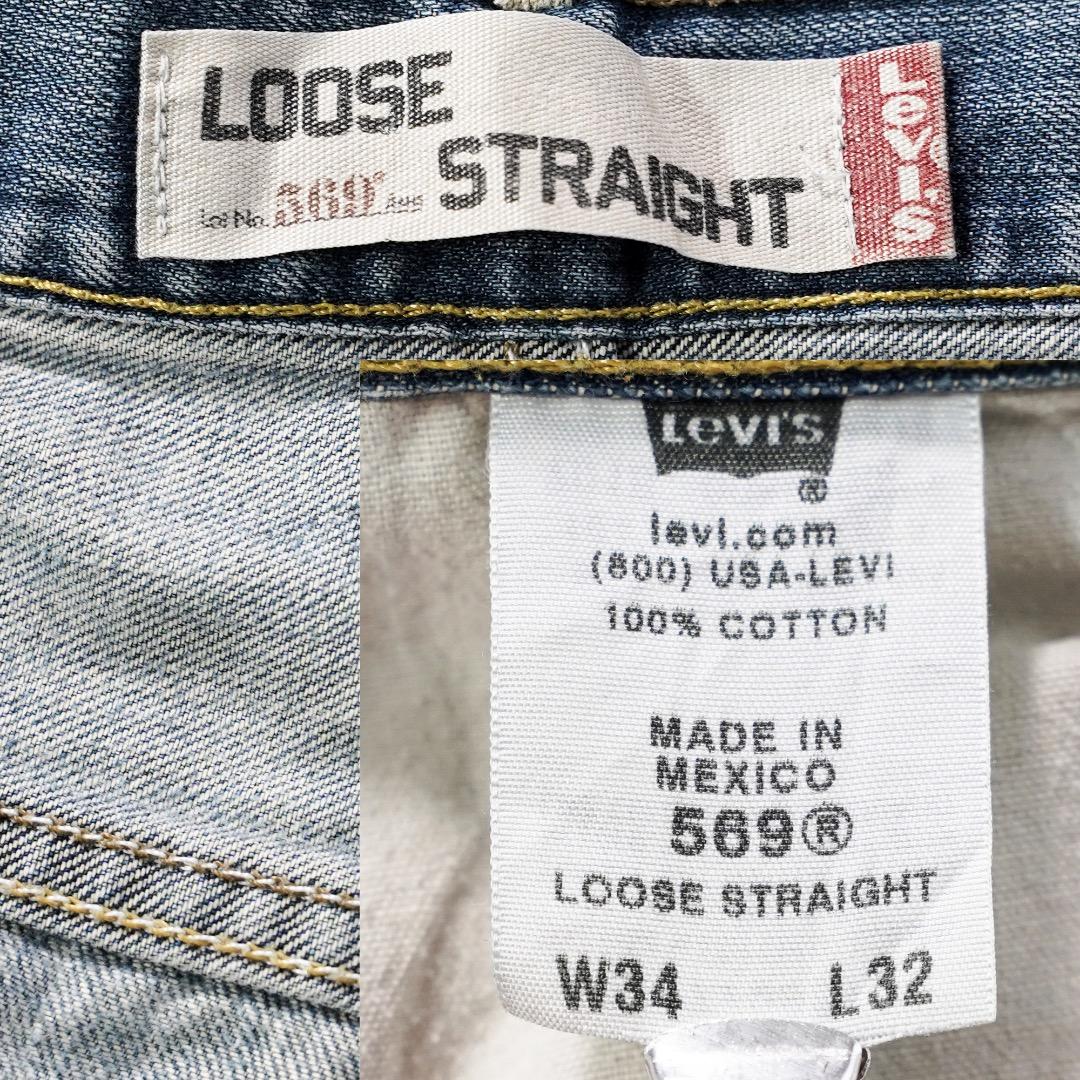 LOOSE
STRAIGHT
Lot No. 569
Levi's
Levi's
®
levi.com
(800) USA-LEVI
100% COTTON
MADE IN
MEXICO
569®
LOOSE STRAIGHT
W34 L32